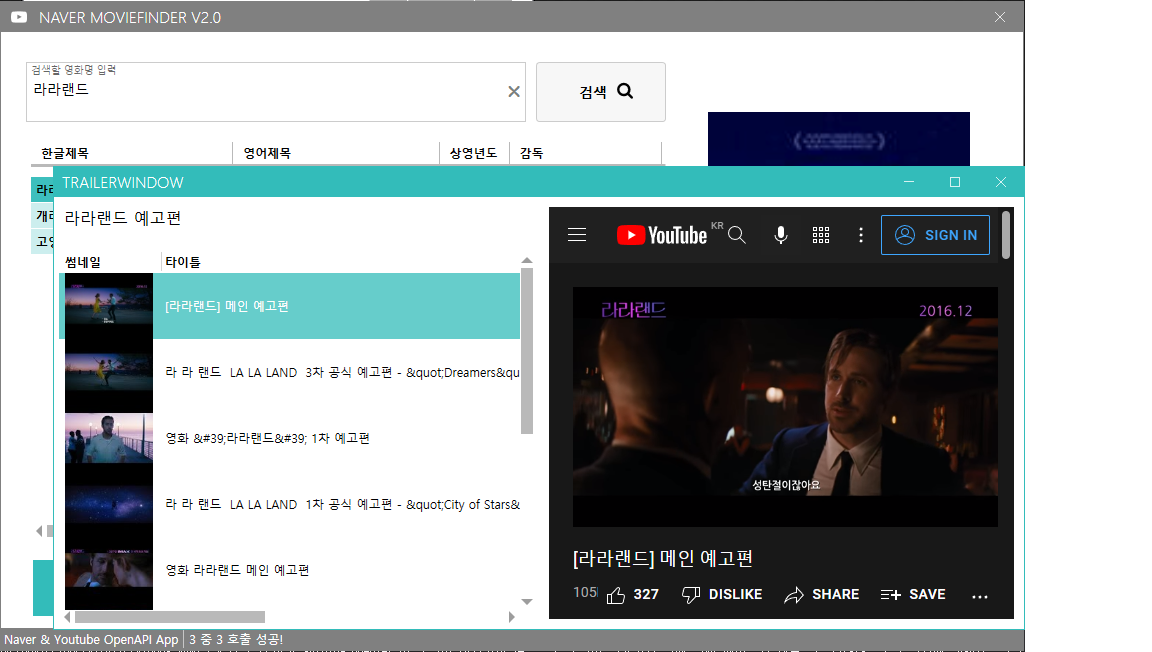 NAVER MOVIEFINDER V2.0
검색할 영화명 입력
라라랜드
검색
한글제목 영어제목 상영년도 감독
TRAILERWINDOW
라라랜드 예고편
썸네일 타이틀
[라라랜드] 메인 예고편
라 라 랜드 LA LA LAND 3차 공식 예고편 - &quot;Dreamers&qu
영화 &#39;라라랜드&#39; 1차 예고편
라 라 랜드 LA LA LAND 1차 공식 예고편 - &quot;City of Stars&
영화 라라랜드 메인 예고편
YouTube KR
SIGN IN
라라랜드
2016.12
성탄절이잖아요
[라라랜드] 메인 예고편
327 DISLIKE SHARE SAVE ...
Naver & Youtube OpenAPI App 3 중 3 호출 성공!